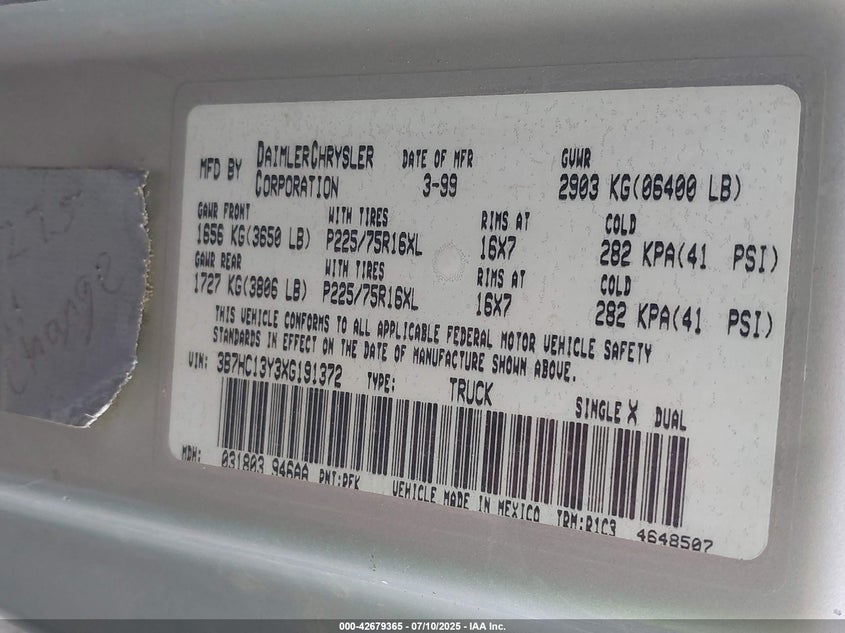 MFD BY DAIMLERCHRYSLER CORPORATION DATE OF MFR 3-99 GVWR 2903 KG(06400 LB)
GAWR FRONT WITH TIRES RIMS AT COLD
1656 KG(3650 LB) P225/75R16XL 16X7 282 KPA(41 PSI)
GAWR REAR WITH TIRES RIMS AT COLD
1727 KG(3806 LB) P225/75R16XL 16X7 282 KPA(41 PSI)
THIS VEHICLE CONFORMS TO ALL APPLICABLE FEDERAL MOTOR VEHICLE SAFETY
STANDARDS IN EFFECT ON THE DATE OF MANUFACTURE SHOWN ABOVE.
VIN: 3B7HC13Y3XG191372 TYPE: TRUCK SINGLE X DUAL
MDH: 031803 946AA PNT:PFK VEHICLE MADE IN MEXICO TRM:R1C3 4648507
change
000-42679365 - 07/10/2025 - IAA Inc.